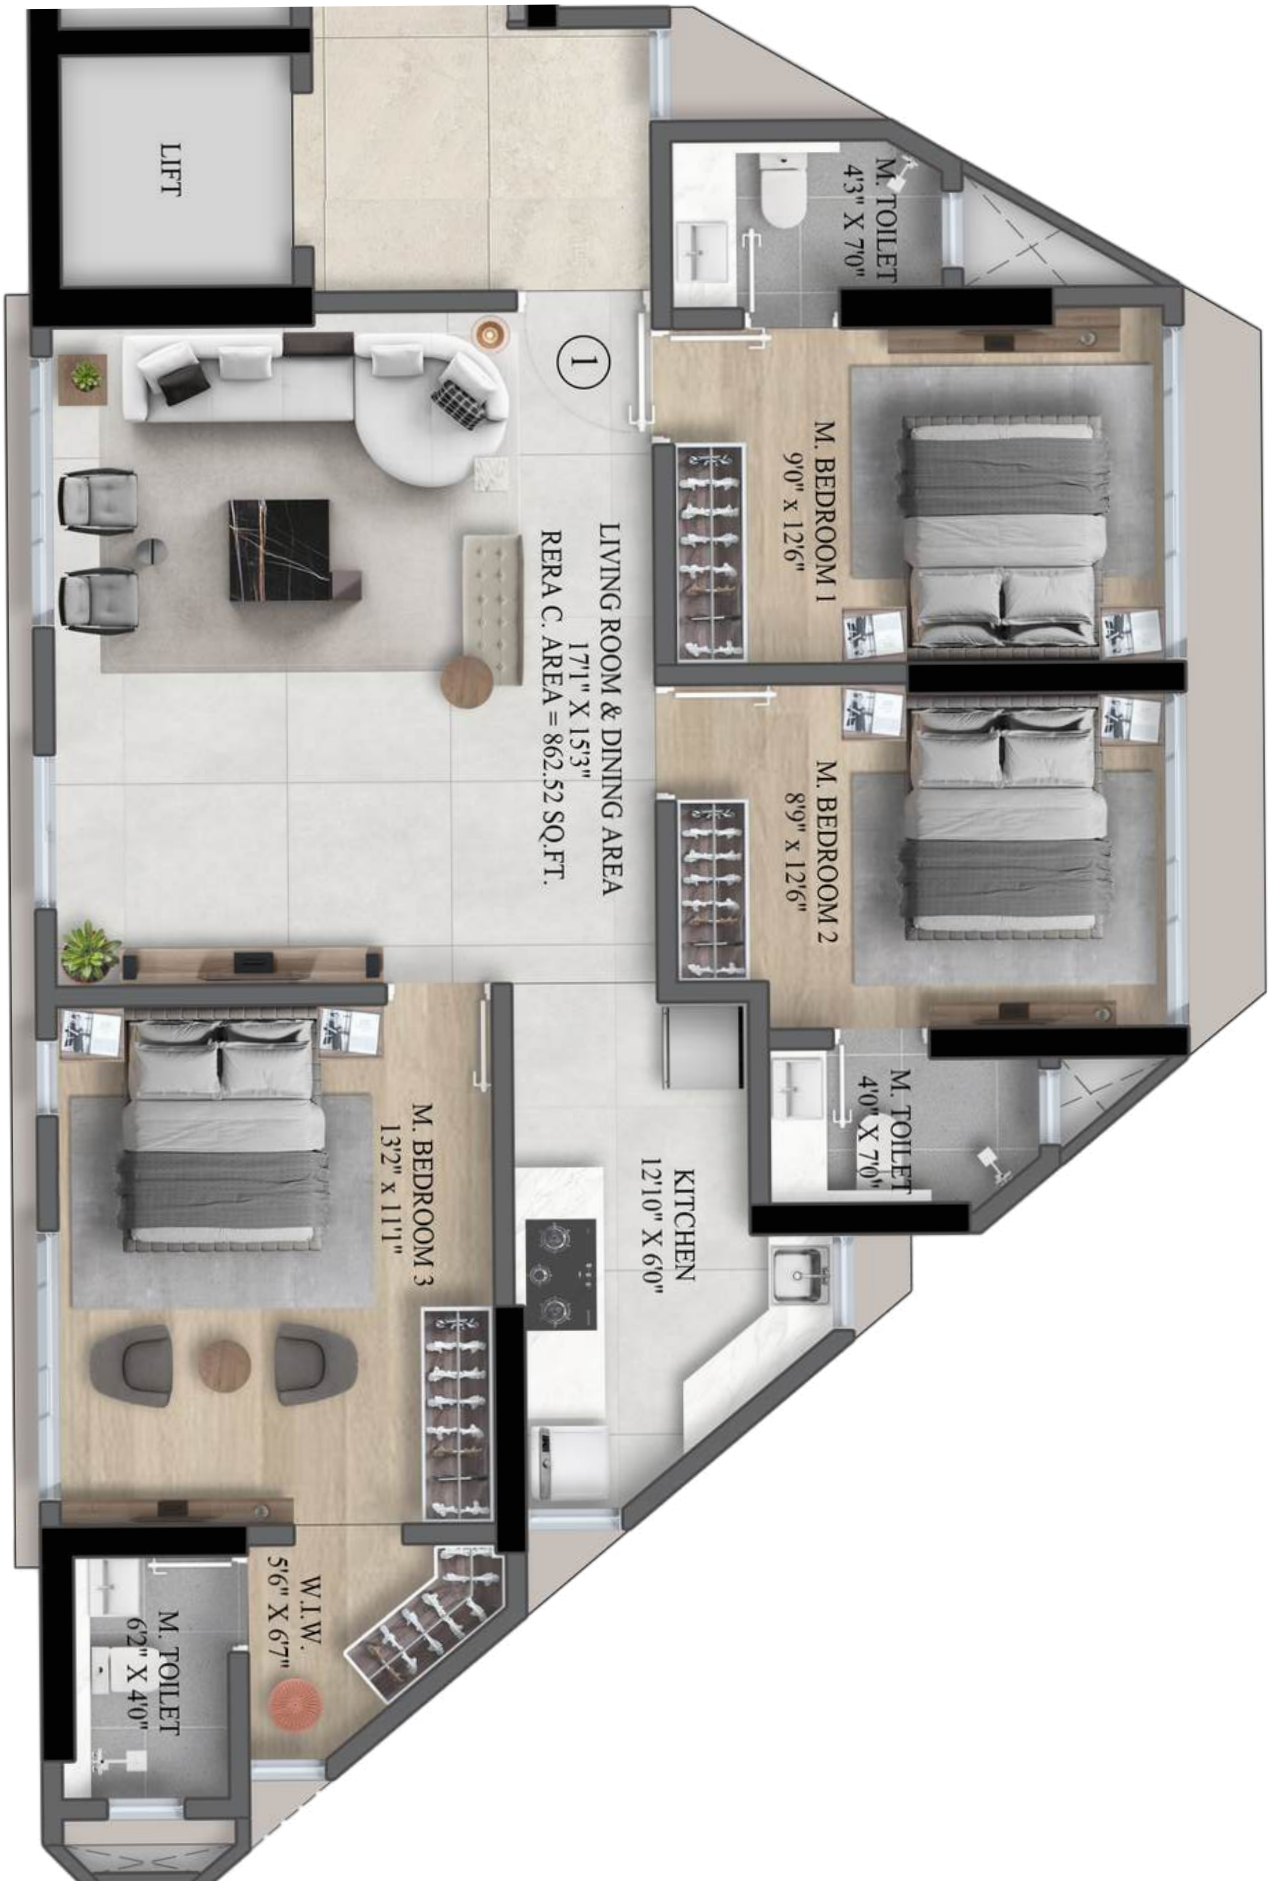 LIFT
M. TOILET
4'3" X 7'0"
1
M. BEDROOM 1
9'0" x 12'6"
LIVING ROOM & DINING AREA
17'1" X 15'3"
RERA C. AREA = 862.52 SQ.FT.
M. BEDROOM 2
8'9" x 12'6"
M. TOILET
4'0" X 7'0"
KITCHEN
12'10" X 6'0"
M. BEDROOM 3
13'2" x 11'1"
W.I.W.
5'6" X 6'7"
M. TOILET
6'2" X 4'0"